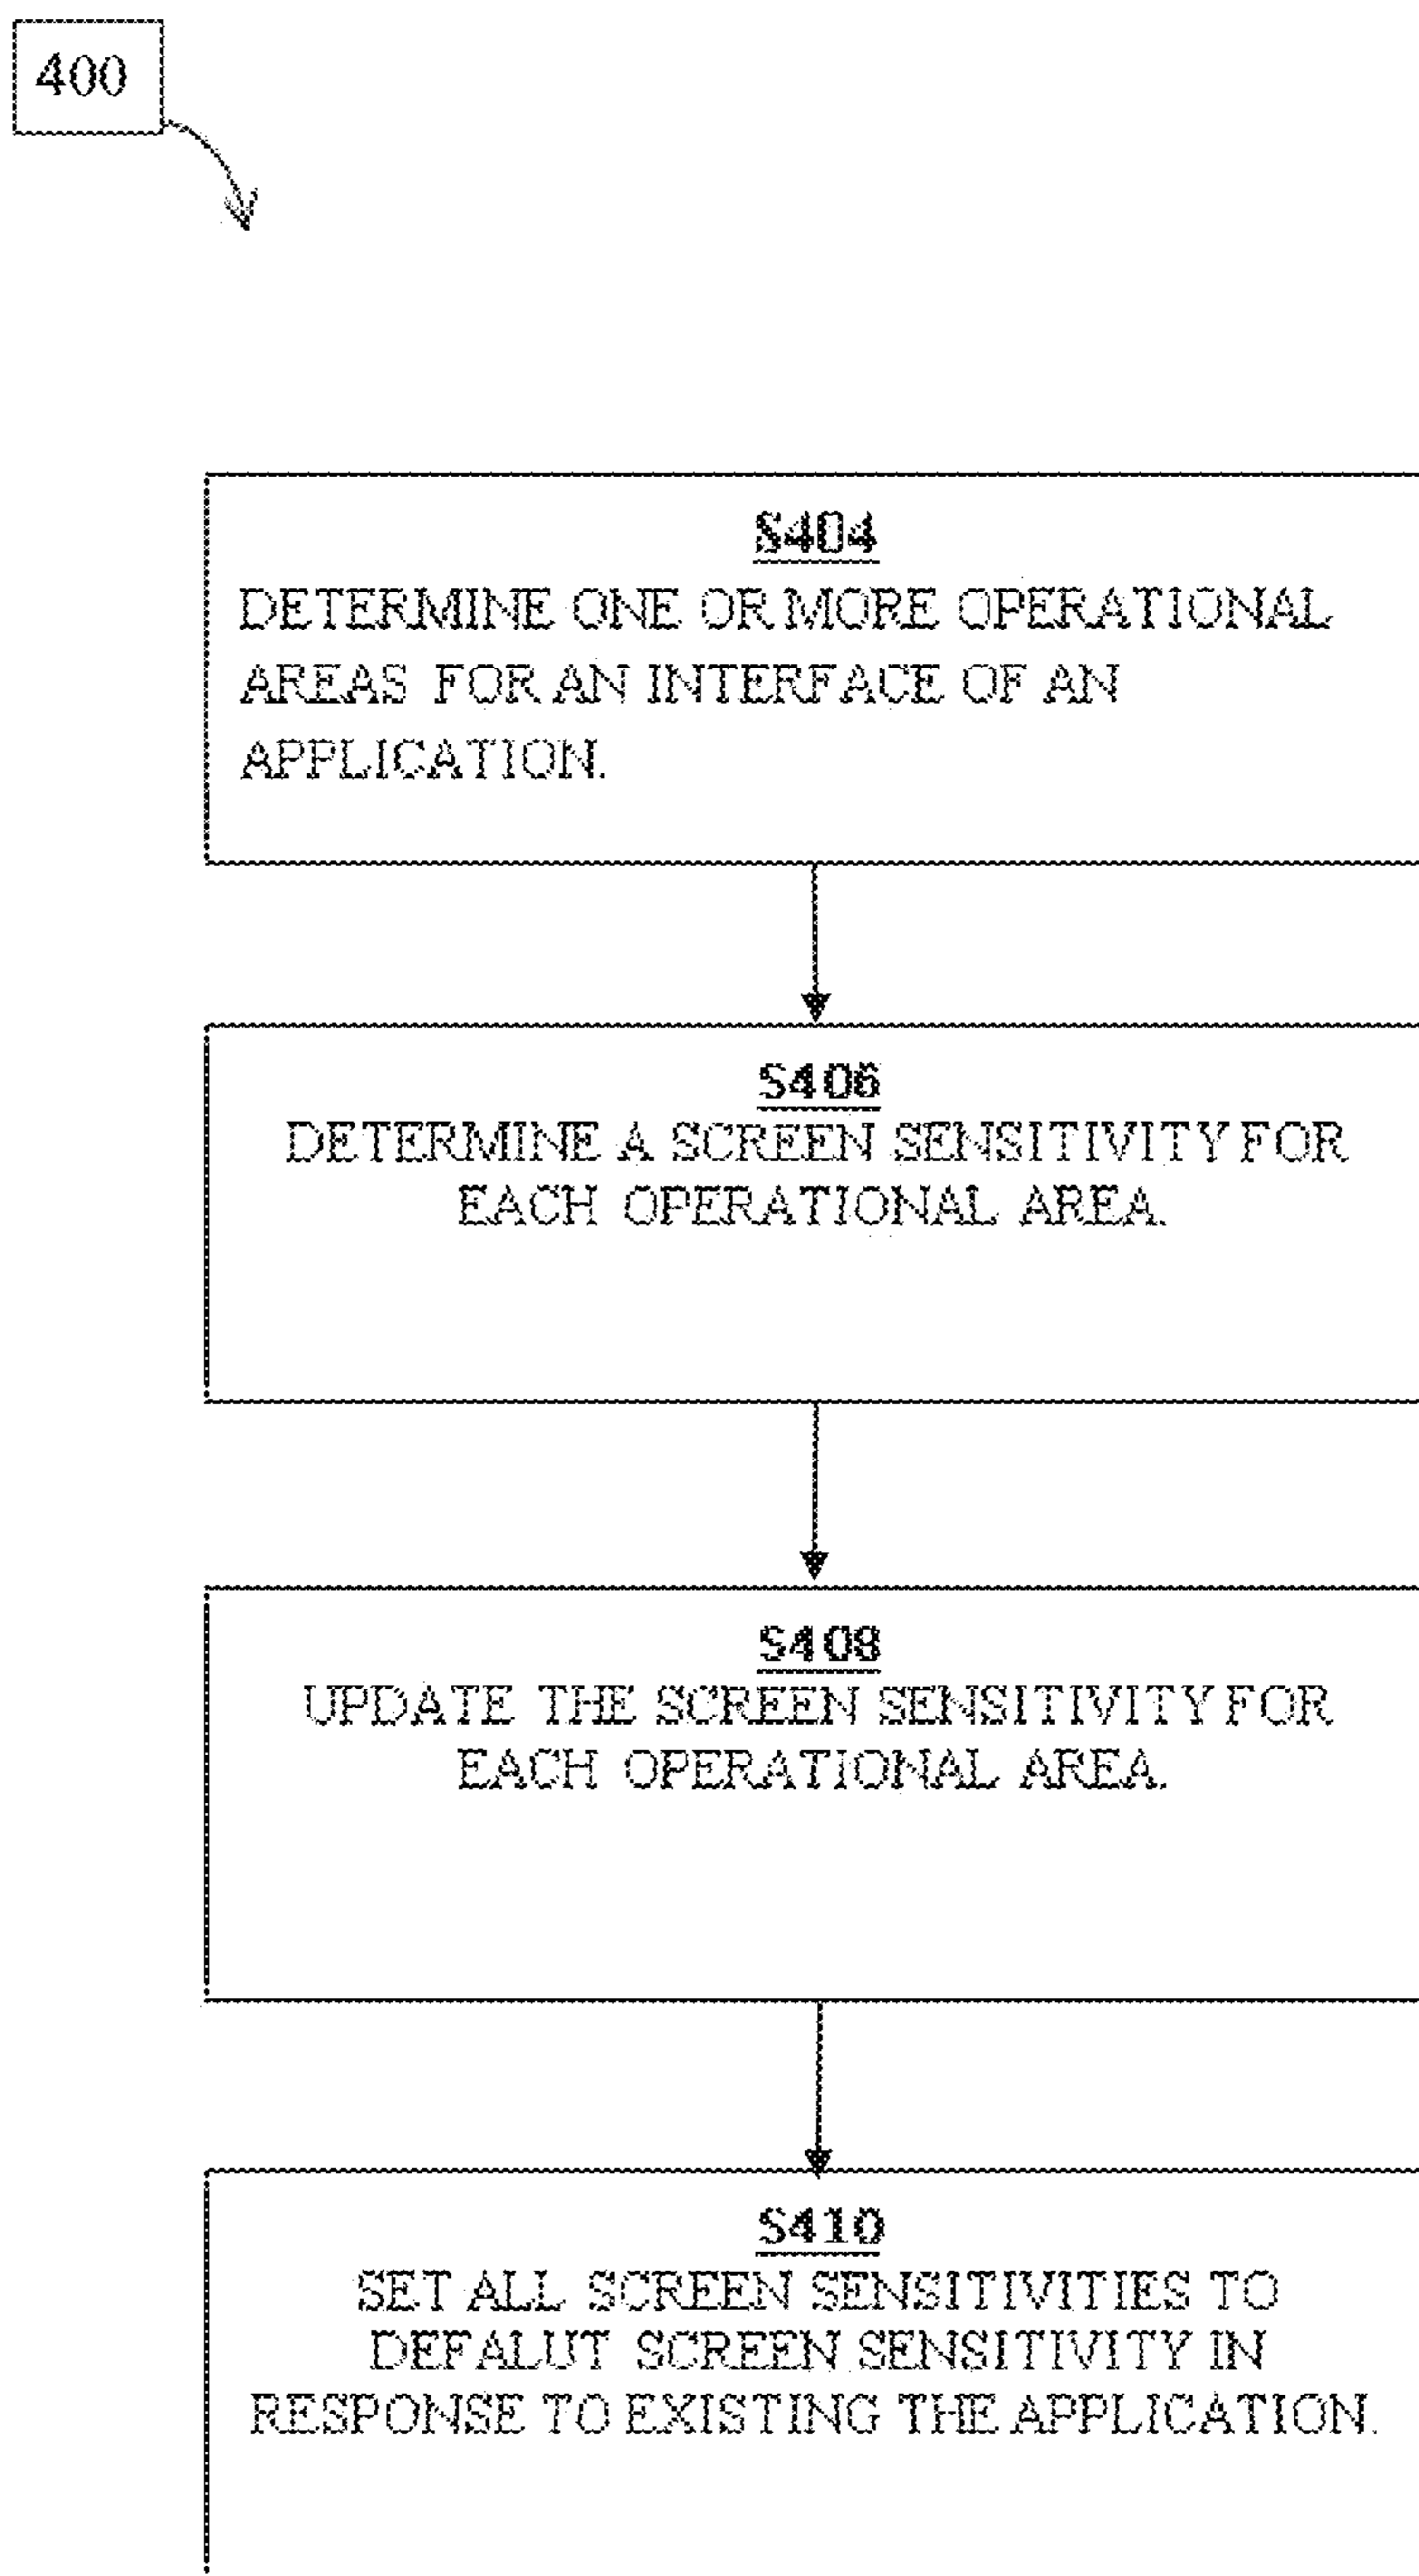 400
S404
DETERMINE ONE OR MORE OPERATIONAL
AREAS FOR AN INTERFACE OF AN
APPLICATION.
S406
DETERMINE A SCREEN SENSITIVITY FOR
EACH OPERATIONAL AREA.
S408
UPDATE THE SCREEN SENSITIVITY FOR
EACH OPERATIONAL AREA.
S410
SET ALL SCREEN SENSITIVITIES TO
DEFALUT SCREEN SENSITIVITY IN
RESPONSE TO EXISTING THE APPLICATION.